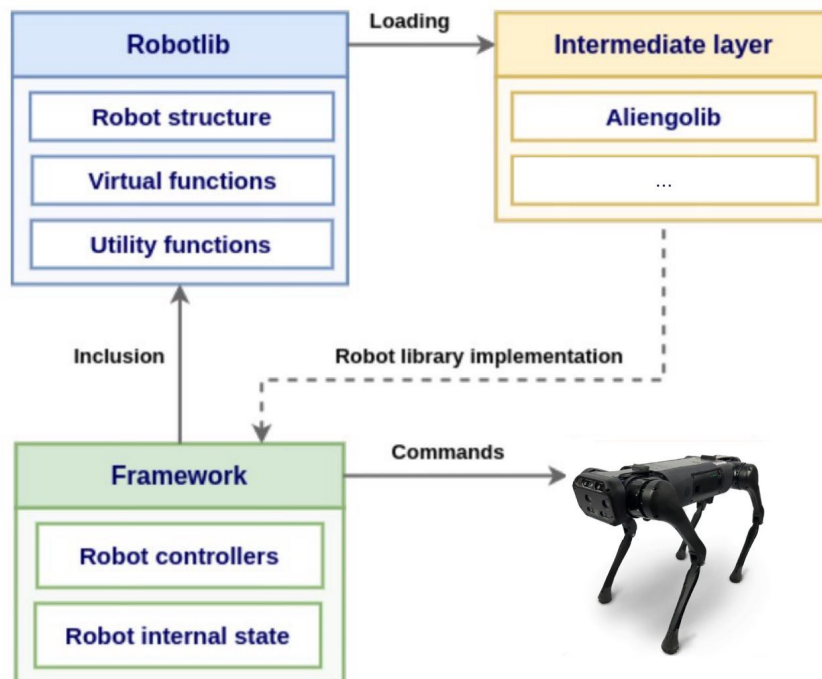 Robotlib
Loading
Intermediate layer
Robot structure
Aliengolib
Virtual functions
...
Utility functions
Inclusion
Robot library implementation
Framework
Commands
Robot controllers
Robot internal state